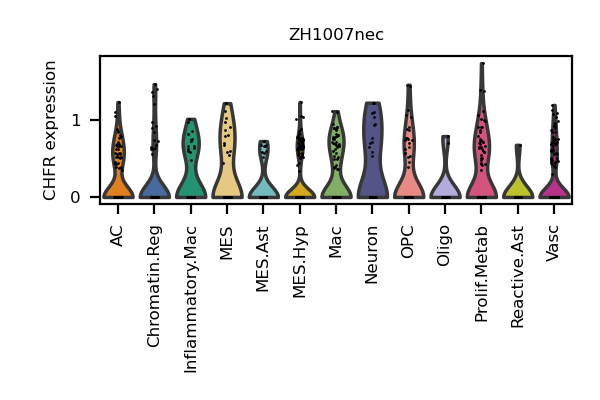 ZH1007nec
CHFR expression
1
0
AC
Chromatin.Reg
Inflammatory.Mac
MES
MES.Ast
MES.Hyp
Mac
Neuron
OPC
Oligo
Prolif.Metab
Reactive.Ast
Vasc